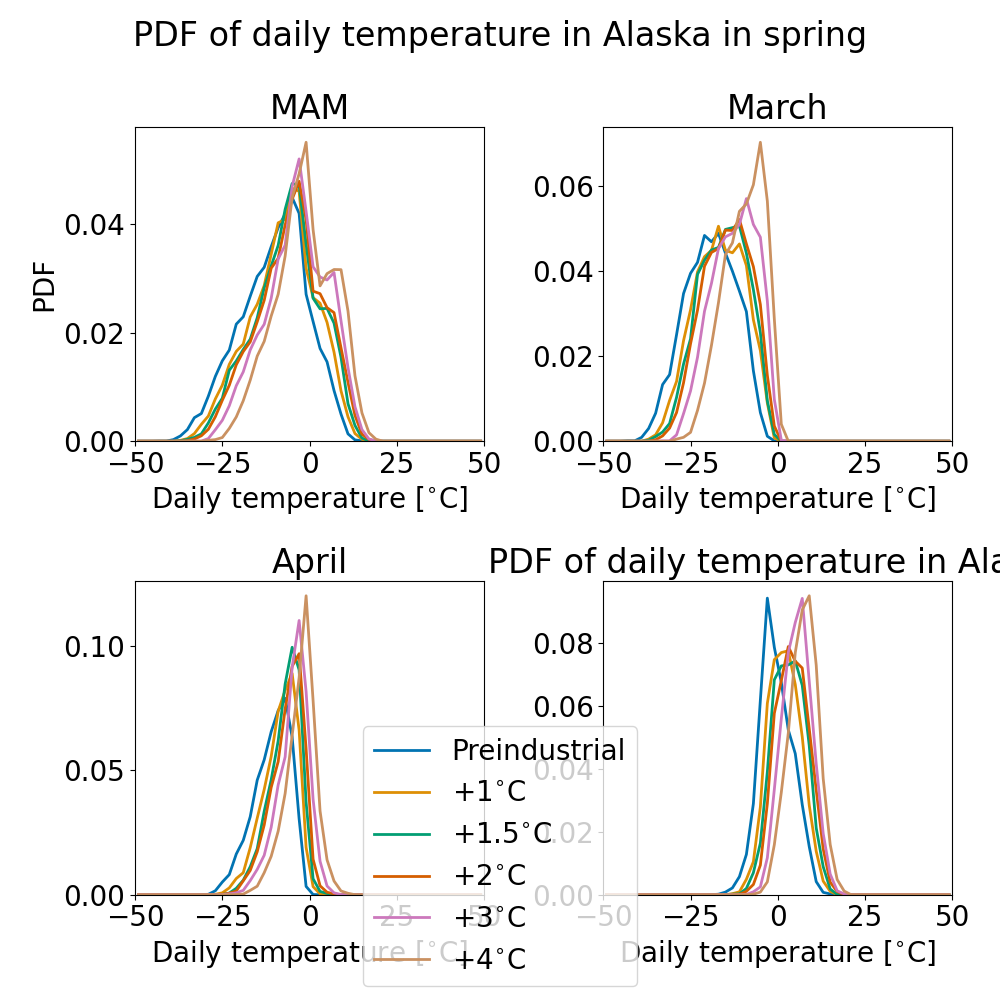 PDF of daily temperature in Alaska in spring
MAM
0.04
0.02
0.00
PDF
−50 −25 0 25 50
Daily temperature [°C]
March
0.06
0.04
0.02
0.00
−50 −25 0 25 50
Daily temperature [°C]
April
0.10
0.05
0.00
−50 −25 0 25 50
Daily temperature [°C]
PDF of daily temperature in Ala
0.08
0.06
0.04
0.02
0.00
−50 −25 0 25 50
Daily temperature [°C]
Preindustrial
+1°C
+1.5°C
+2°C
+3°C
+4°C